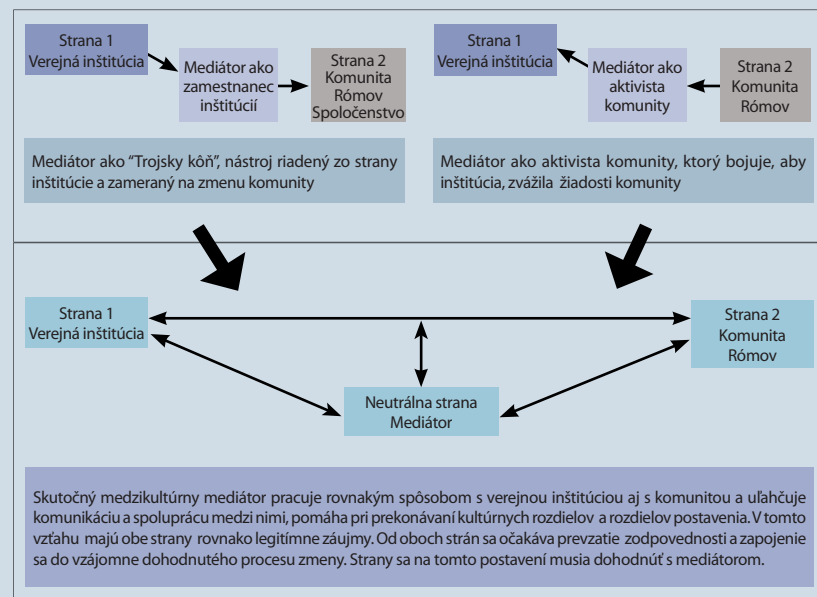 Strana 1
Verejná inštitúcia
Mediátor ako
zamestnanec
inštitúcií
Strana 2
Komunita
Rómov
Spoločenstvo
Strana 1
Verejná inštitúcia
Mediátor ako
aktivista
komunity
Strana 2
Komunita
Rómov
Mediátor ako “Trojsky kôň”, nástroj riadený zo strany
inštitúcie a zameraný na zmenu komunity
Mediátor ako aktivista komunity, ktorý bojuje, aby
inštitúcia, zvážila žiadosti komunity
Strana 1
Verejná inštitúcia
Strana 2
Komunita
Rómov
Neutrálna strana
Mediátor
Skutočný medzikultúrny mediátor pracuje rovnakým spôsobom s verejnou inštitúciou aj s komunitou a uľahčuje
komunikáciu a spoluprácu medzi nimi, pomáha pri prekonávaní kultúrnych rozdielov a rozdielov postavenia. V tomto
vzťahu majú obe strany rovnako legitímne záujmy. Od oboch strán sa očakáva prevzatie zodpovednosti a zapojenie
sa do vzájomne dohodnutého procesu zmeny. Strany sa na tomto postavení musia dohodnúť s mediátorom.